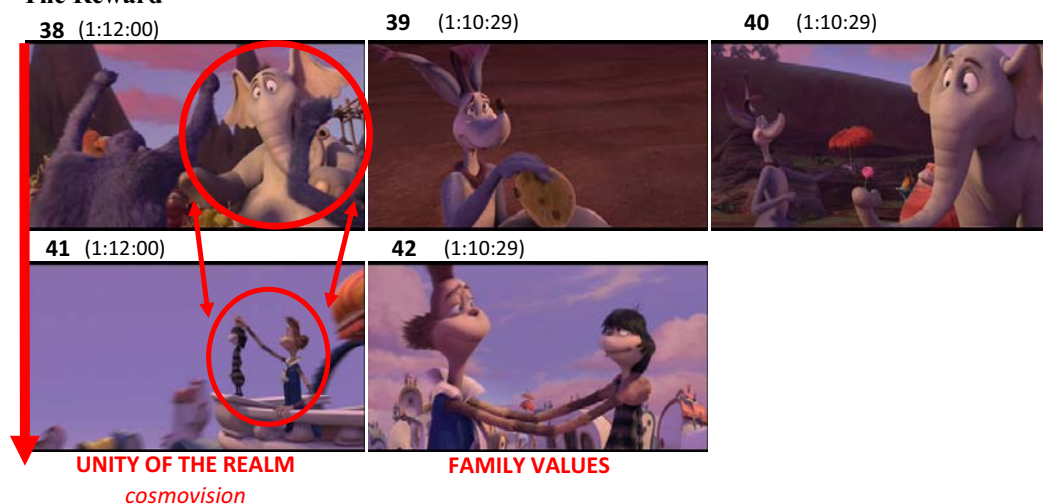 The Reward
38 (1:12:00)
39 (1:10:29)
40 (1:10:29)
41 (1:12:00)
42 (1:10:29)
UNITY OF THE REALM
cosmovision
FAMILY VALUES